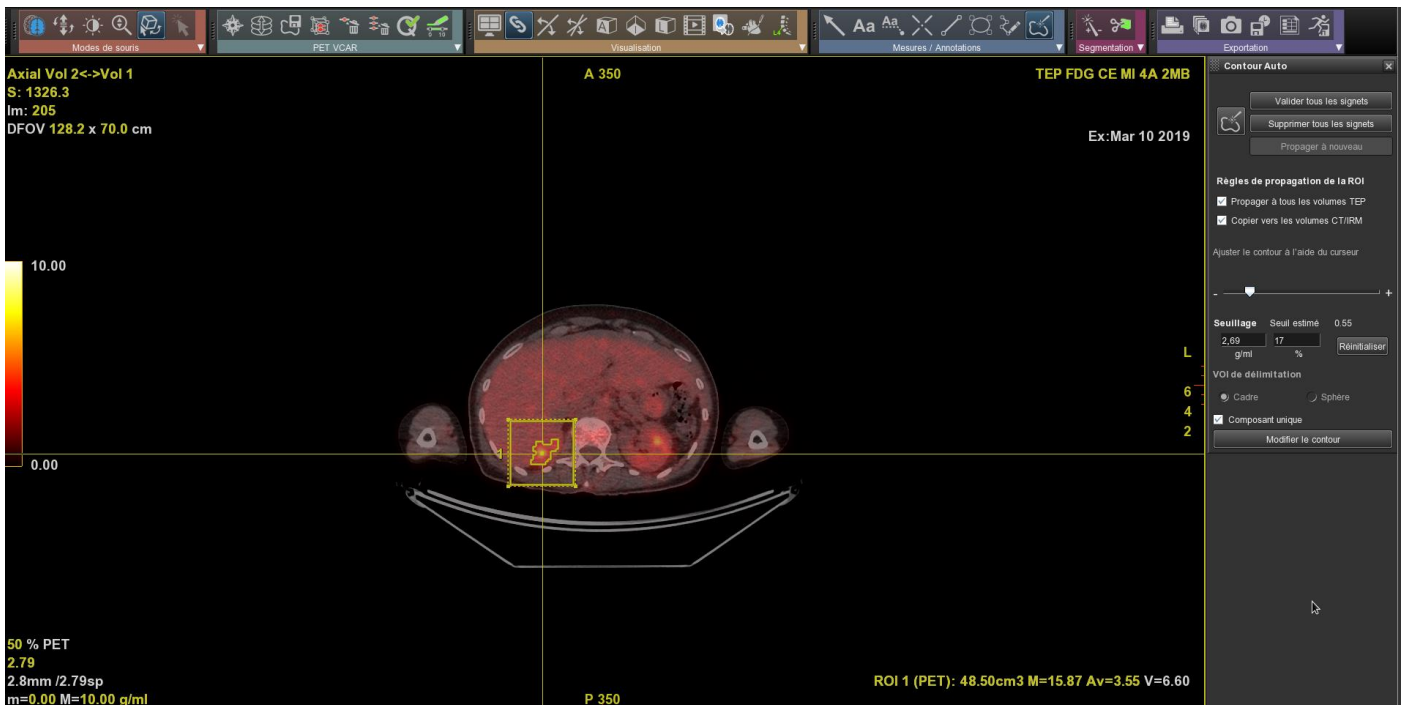 Aa
Aa
Modes de souris
PET VCAR
Visualisation
Mesures / Annotations
Segmentation
Exportation
Axial Vol 2<->Vol 1
S: 1326.3
Im: 205
DFOV 128.2 x 70.0 cm
A 350
TEP FDG CE MI 4A 2MB
Ex:Mar 10 2019
10.00
0.00
L
6
4
2
1
50 % PET
2.79
2.8mm /2.79sp
m=0.00 M=10.00 g/ml
P 350
ROI 1 (PET): 48.50cm3 M=15.87 Av=3.55 V=6.60
Contour Auto
Valider tous les signets
Supprimer tous les signets
Propager à nouveau
Règles de propagation de la ROI
Propager à tous les volumes TEP
Copier vers les volumes CT/IRM
Ajuster le contour à l'aide du curseur
- +
Seuillage Seuil estimé 0.55
2,69 17 Réinitialiser
g/ml %
VOI de délimitation
Cadre Sphère
Composant unique
Modifier le contour